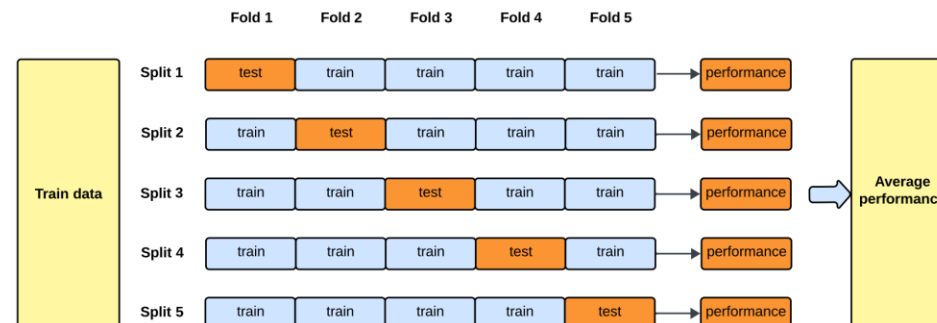 Fold 1 Fold 2 Fold 3 Fold 4 Fold 5
Split 1 test train train train train performance
Split 2 train test train train train performance
Train data Split 3 train train test train train performance Average
performance
Split 4 train train train test train performance
Split 5 train train train train test performance